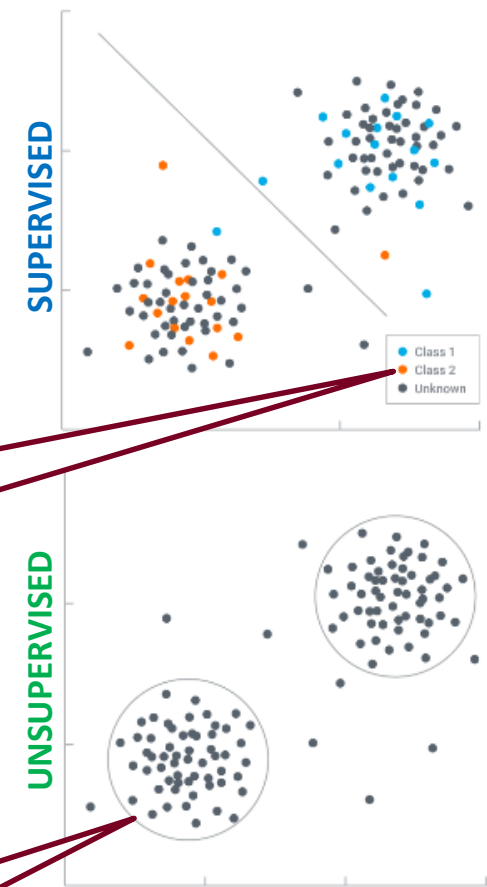 SUPERVISED
Class 1
Class 2
Unknown
UNSUPERVISED